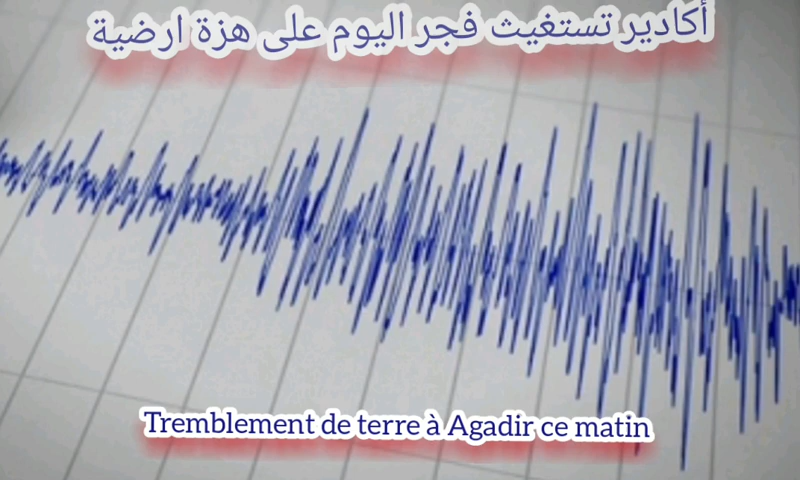 أكادير تستغيث فجر اليوم على هزة ارضية
Tremblement de terre à Agadir ce matin